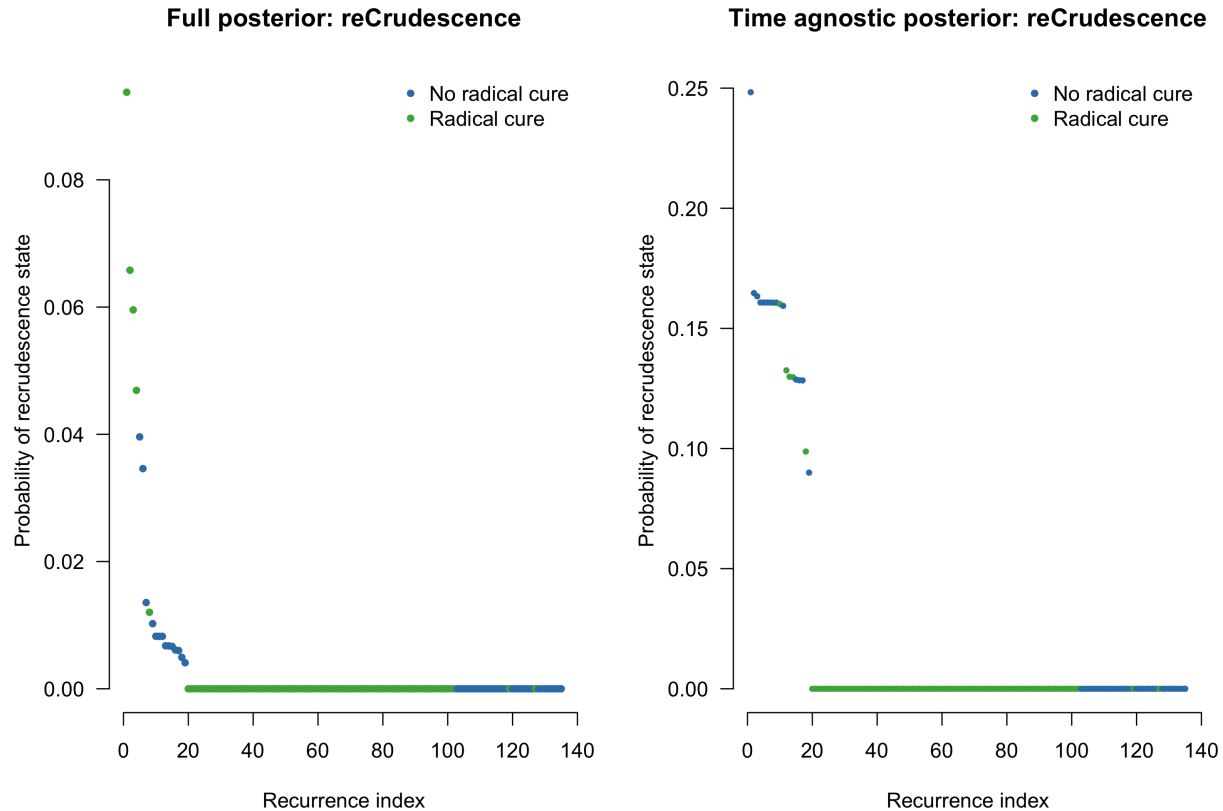 Full posterior: reCrudescence
No radical cure
Radical cure
Probability of recrudescence state
0.08
0.06
0.04
0.02
0.00
0 20 40 60 80 100 120 140
Recurrence index
Time agnostic posterior: reCrudescence
No radical cure
Radical cure
Probability of recrudescence state
0.25
0.20
0.15
0.10
0.05
0.00
0 20 40 60 80 100 120 140
Recurrence index